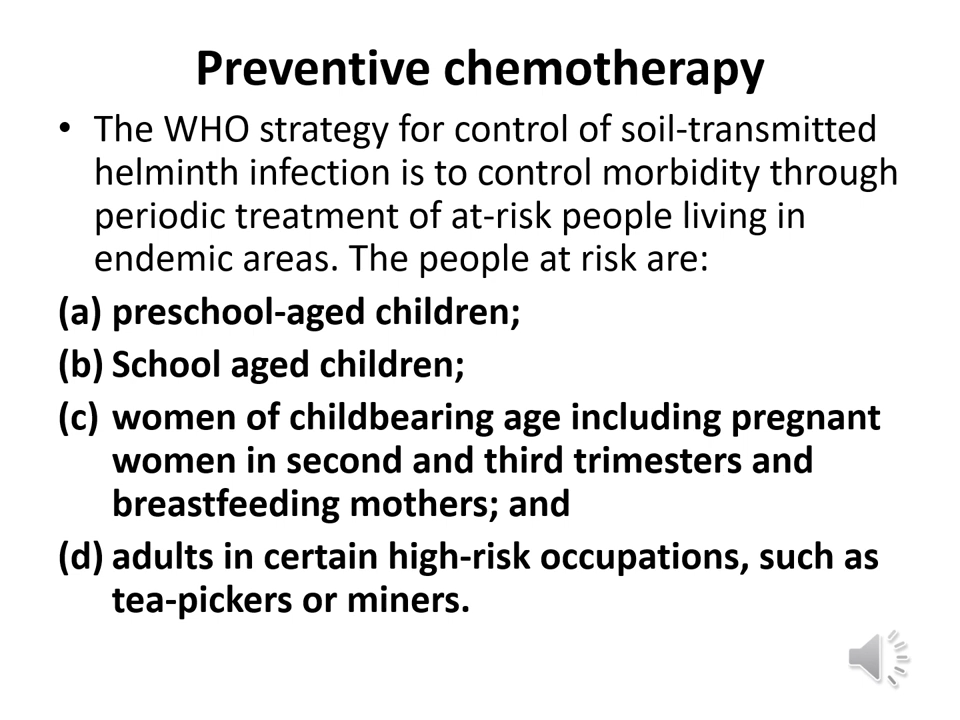 Preventive chemotherapy
• The WHO strategy for control of soil-transmitted
helminth infection is to control morbidity through
periodic treatment of at-risk people living in
endemic areas. The people at risk are:
(a) preschool-aged children;
(b) School aged children;
(c) women of childbearing age including pregnant
women in second and third trimesters and
breastfeeding mothers; and
(d) adults in certain high-risk occupations, such as
tea-pickers or miners.